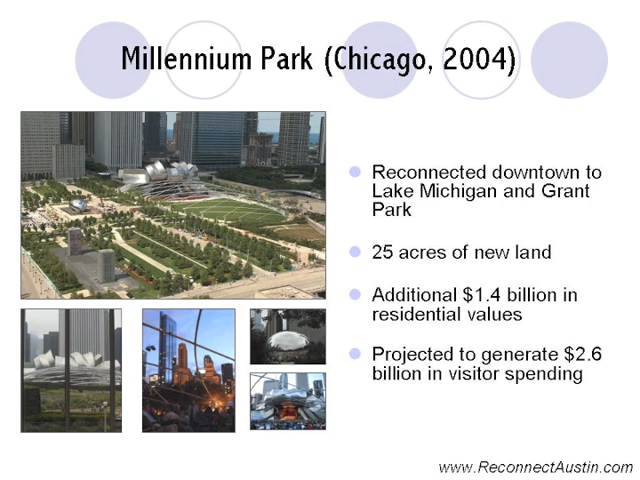 Millennium Park (Chicago, 2004)
Reconnected downtown to
Lake Michigan and Grant
Park
25 acres of new land
Additional $1.4 billion in
residential values
Projected to generate $2.6
billion in visitor spending
www.ReconnectAustin.com